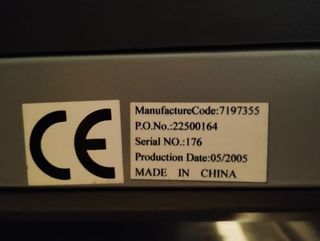 CE
ManufactureCode:7197355
P.O.No.:22500164
Serial NO.:176
Production Date:05/2005
MADE IN CHINA